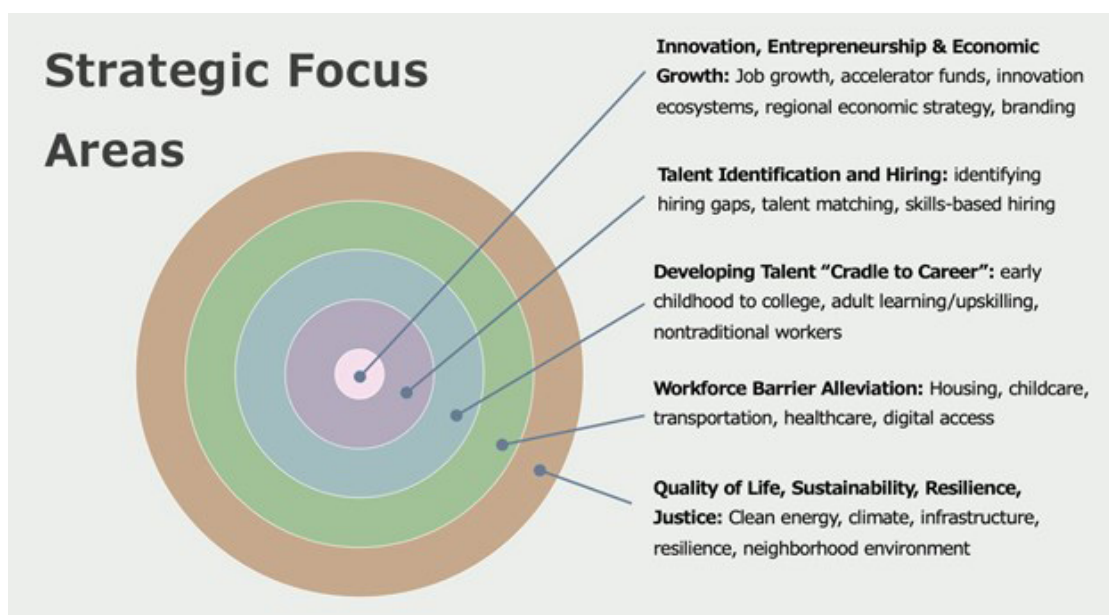 Strategic Focus
Areas
Innovation, Entrepreneurship & Economic
Growth: Job growth, accelerator funds, innovation
ecosystems, regional economic strategy, branding
Talent Identification and Hiring: identifying
hiring gaps, talent matching, skills-based hiring
Developing Talent “Cradle to Career”: early
childhood to college, adult learning/upskilling,
nontraditional workers
Workforce Barrier Alleviation: Housing, childcare,
transportation, healthcare, digital access
Quality of Life, Sustainability, Resilience,
Justice: Clean energy, climate, infrastructure,
resilience, neighborhood environment